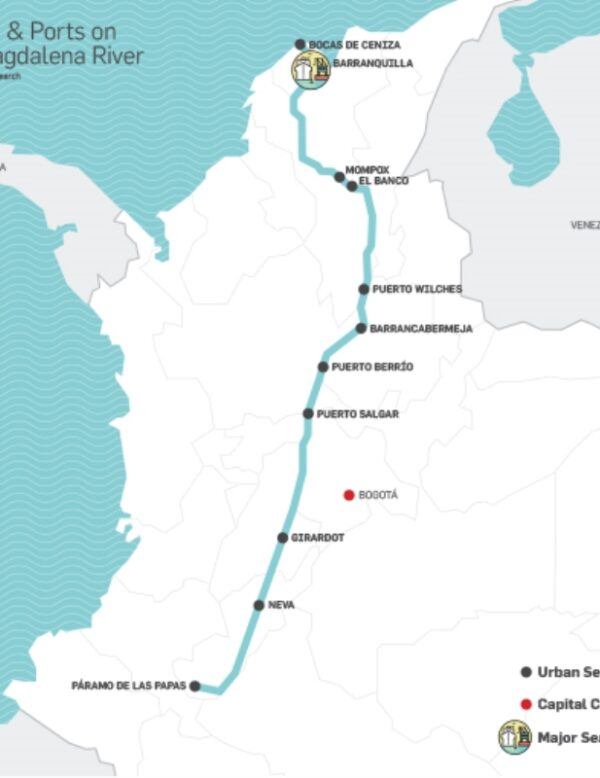 & Ports on
agdalena River
earch
BOCAS DE CENIZA
BARRANQUILLA
A
MOMPOX
EL BANCO
VENEZ
PUERTO WILCHES
BARRANCABERMEJA
PUERTO BERRÍO
PUERTO SALGAR
BOGOTÁ
GIRARDOT
NEVA
PÁRAMO DE LAS PAPAS
Urban Se
Capital C
Major Sea